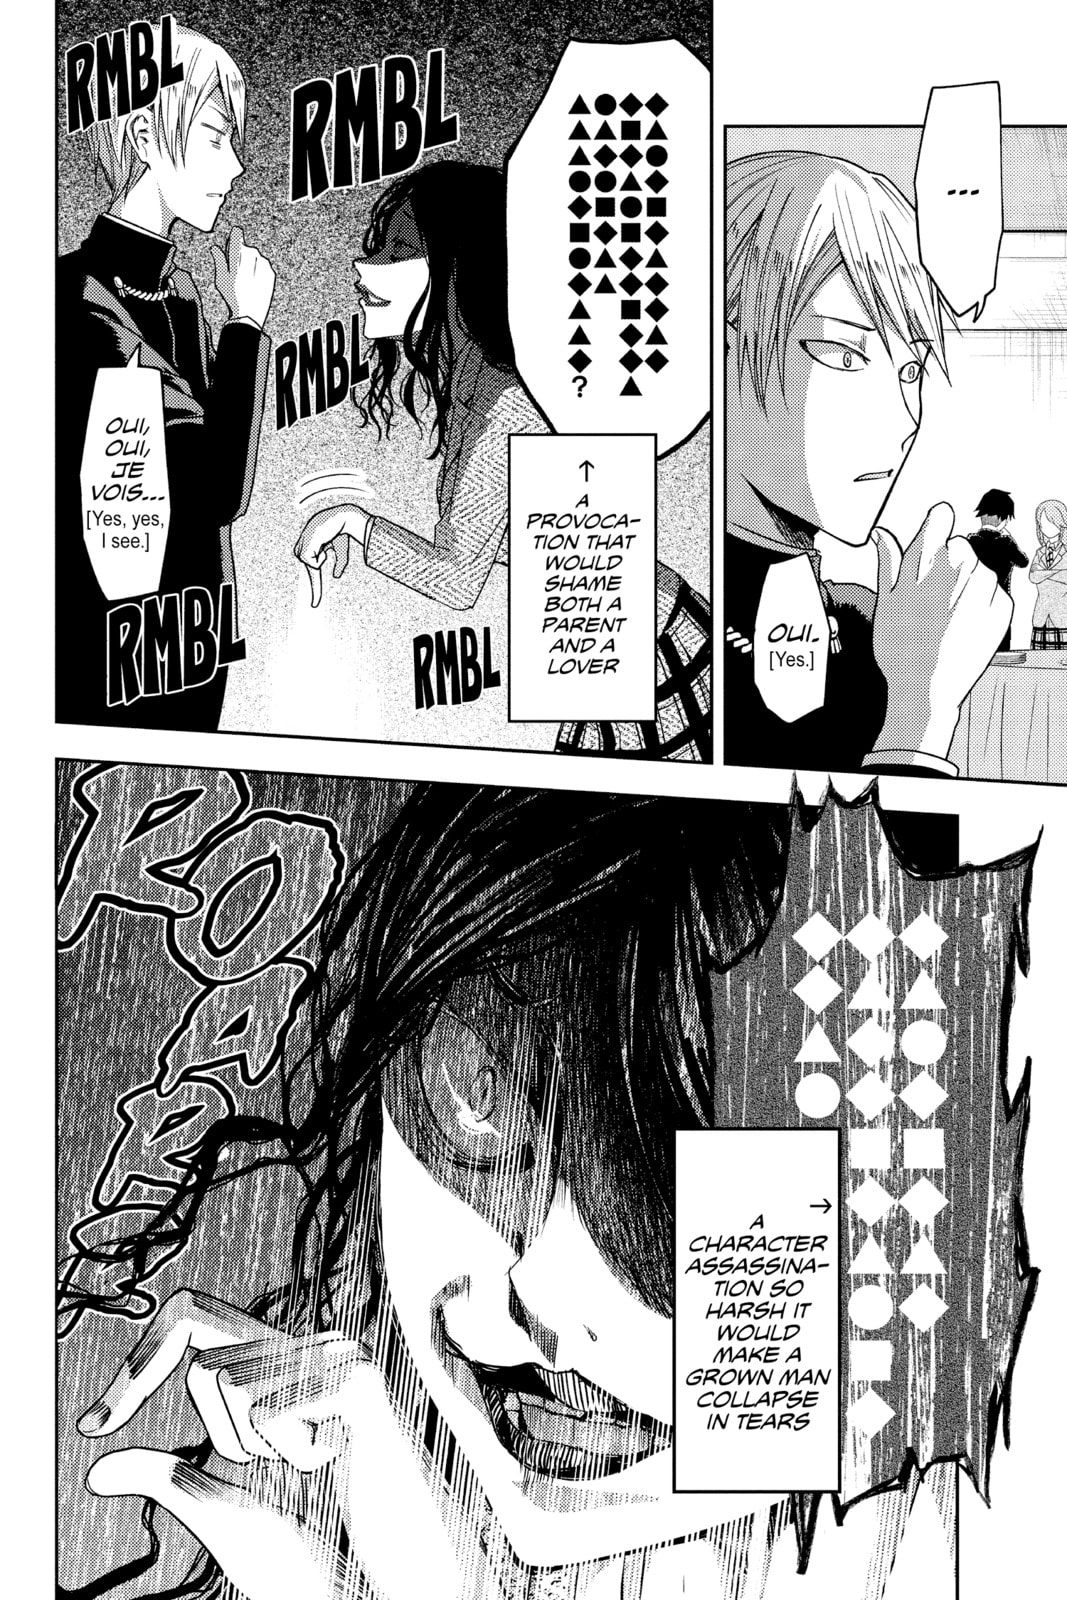 ...
OUI.
[Yes.]
?
↑
A
PROVOCA-
TION THAT
WOULD
SHAME
BOTH A
PARENT
AND A
LOVER
RMBL
RMBL
RMBL
OUI,
OUI,
JE
VOIS...
[Yes, yes,
I see.]
RMBL
RMBL
→
A
CHARACTER
ASSASSINA-
TION SO
HARSH IT
WOULD
MAKE A
GROWN MAN
COLLAPSE
IN TEARS